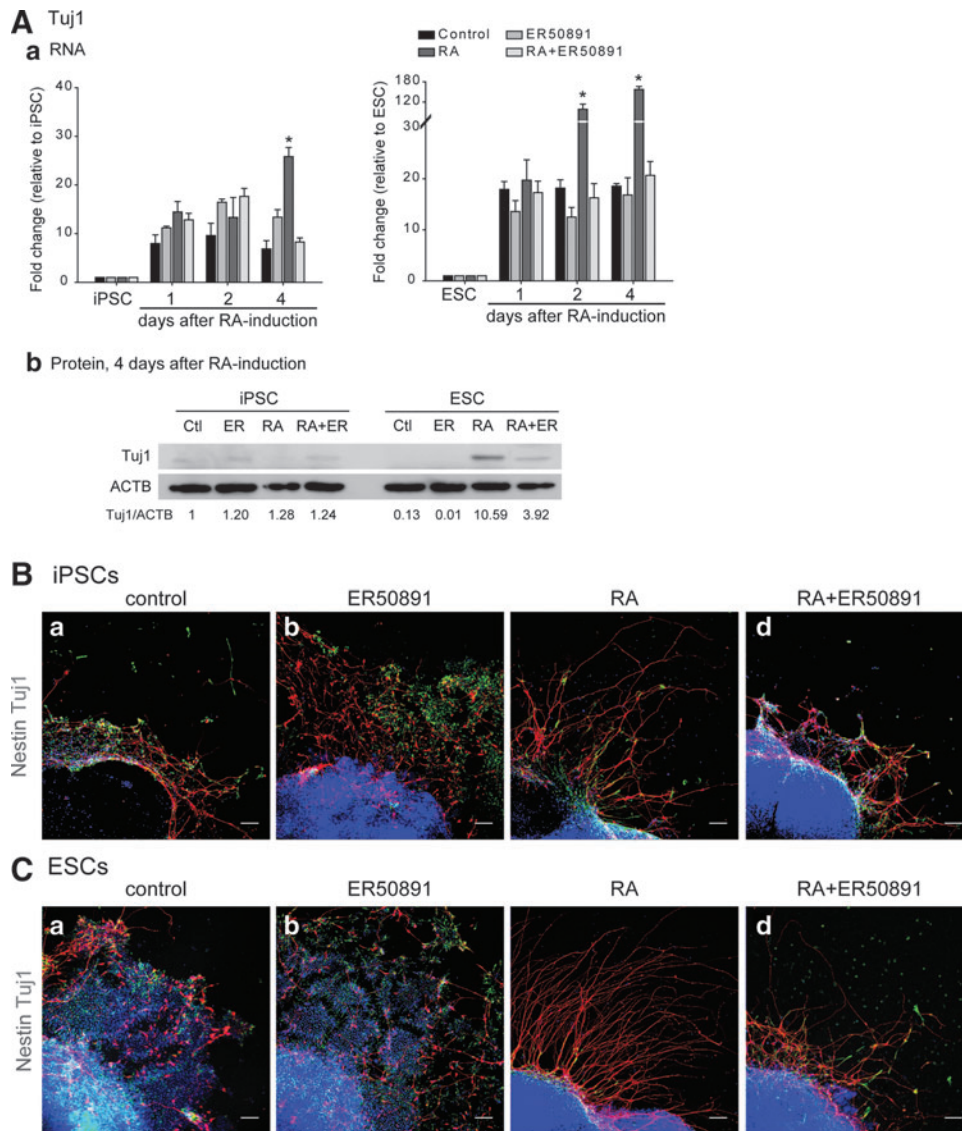 A Tuj1
a RNA
Control
RA
ER50891
RA+ER50891
Fold change (relative to iPSC)
40
30
20
10
0
*
iPSC 1 2 4
days after RA-induction
Fold change (relative to ESC)
180
120
30
20
10
0
* *
ESC 1 2 4
days after RA-induction
b Protein, 4 days after RA-induction
iPSC ESC
Ctl ER RA RA+ER Ctl ER RA RA+ER
Tuj1
ACTB
Tuj1/ACTB 1 1.20 1.28 1.24 0.13 0.01 10.59 3.92
B iPSCs
control ER50891 RA RA+ER50891
Nestin Tuj1
a b d
C ESCs
control ER50891 RA RA+ER50891
Nestin Tuj1
a b d